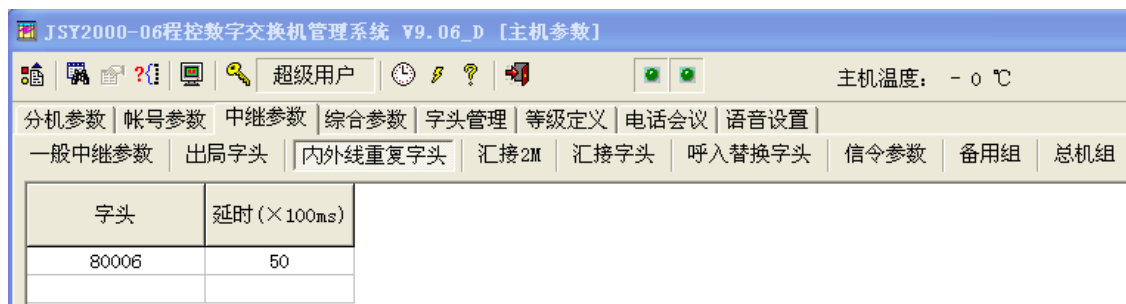 JSY2000-06程控数字交换机管理系统 V9.06_D [主机参数]
超级用户 主机温度： - 0 ℃
分机参数 帐号参数 中继参数 综合参数 字头管理 等级定义 电话会议 语音设置
一般中继参数 出局字头 内外线重复字头 汇接2M 汇接字头 呼入替换字头 信令参数 备用组 总机组
字头 延时(×100ms)
80006 50